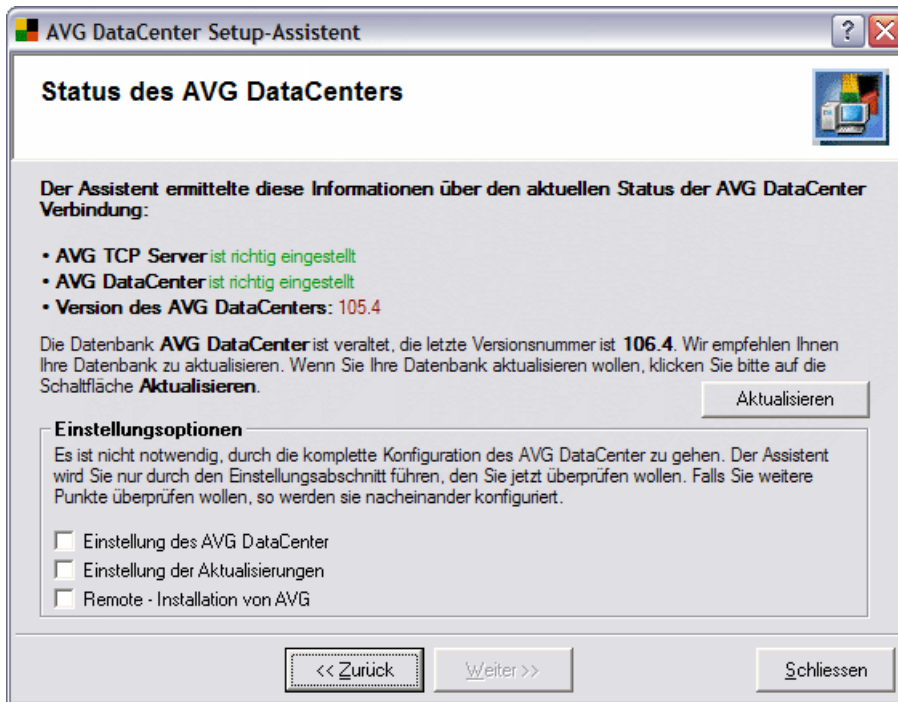 AVG DataCenter Setup-Assistent
?
Status des AVG DataCenters
Der Assistent ermittelte diese Informationen über den aktuellen Status der AVG DataCenter
Verbindung:
• AVG TCP Server ist richtig eingestellt
• AVG DataCenter ist richtig eingestellt
• Version des AVG DataCenters: 105.4
Die Datenbank AVG DataCenter ist veraltet, die letzte Versionsnummer ist 106.4. Wir empfehlen Ihnen
Ihre Datenbank zu aktualisieren. Wenn Sie Ihre Datenbank aktualisieren wollen, klicken Sie bitte auf die
Schaltfläche Aktualisieren.
Aktualisieren
Einstellungsoptionen
Es ist nicht notwendig, durch die komplette Konfiguration des AVG DataCenter zu gehen. Der Assistent
wird Sie nur durch den Einstellungsabschnitt führen, den Sie jetzt überprüfen wollen. Falls Sie weitere
Punkte überprüfen wollen, so werden sie nacheinander konfiguriert.
Einstellung des AVG DataCenter
Einstellung der Aktualisierungen
Remote - Installation von AVG
<< Zurück
Weiter >>
Schliessen